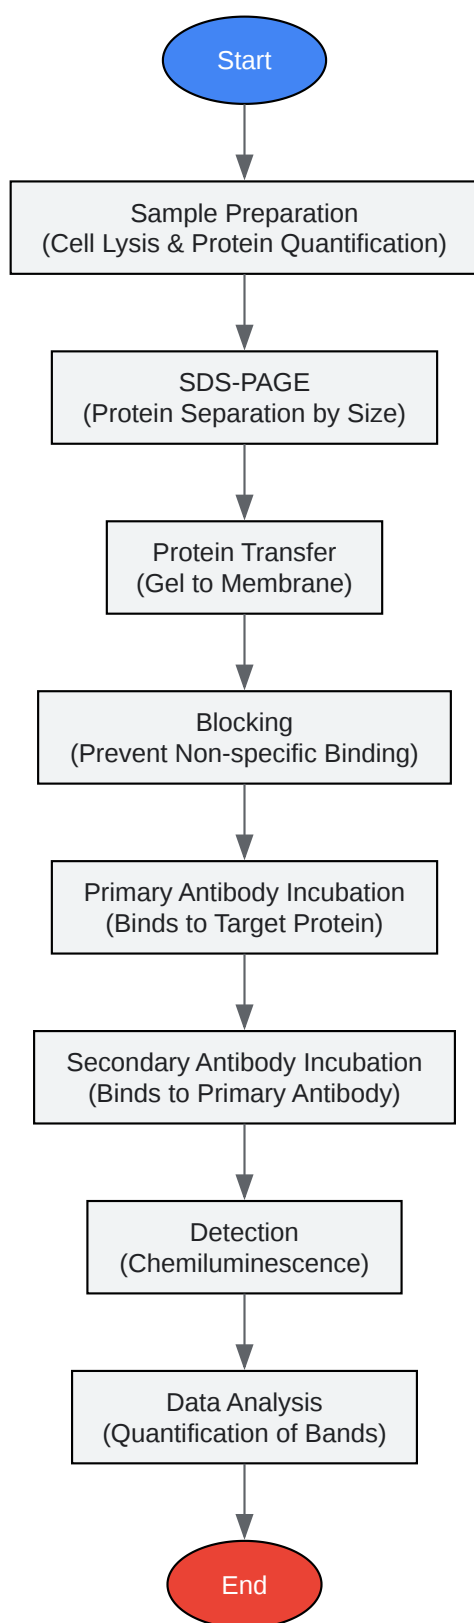 Start
Sample Preparation
(Cell Lysis & Protein Quantification)
SDS-PAGE
(Protein Separation by Size)
Protein Transfer
(Gel to Membrane)
Blocking
(Prevent Non-specific Binding)
Primary Antibody Incubation
(Binds to Target Protein)
Secondary Antibody Incubation
(Binds to Primary Antibody)
Detection
(Chemiluminescence)
Data Analysis
(Quantification of Bands)
End